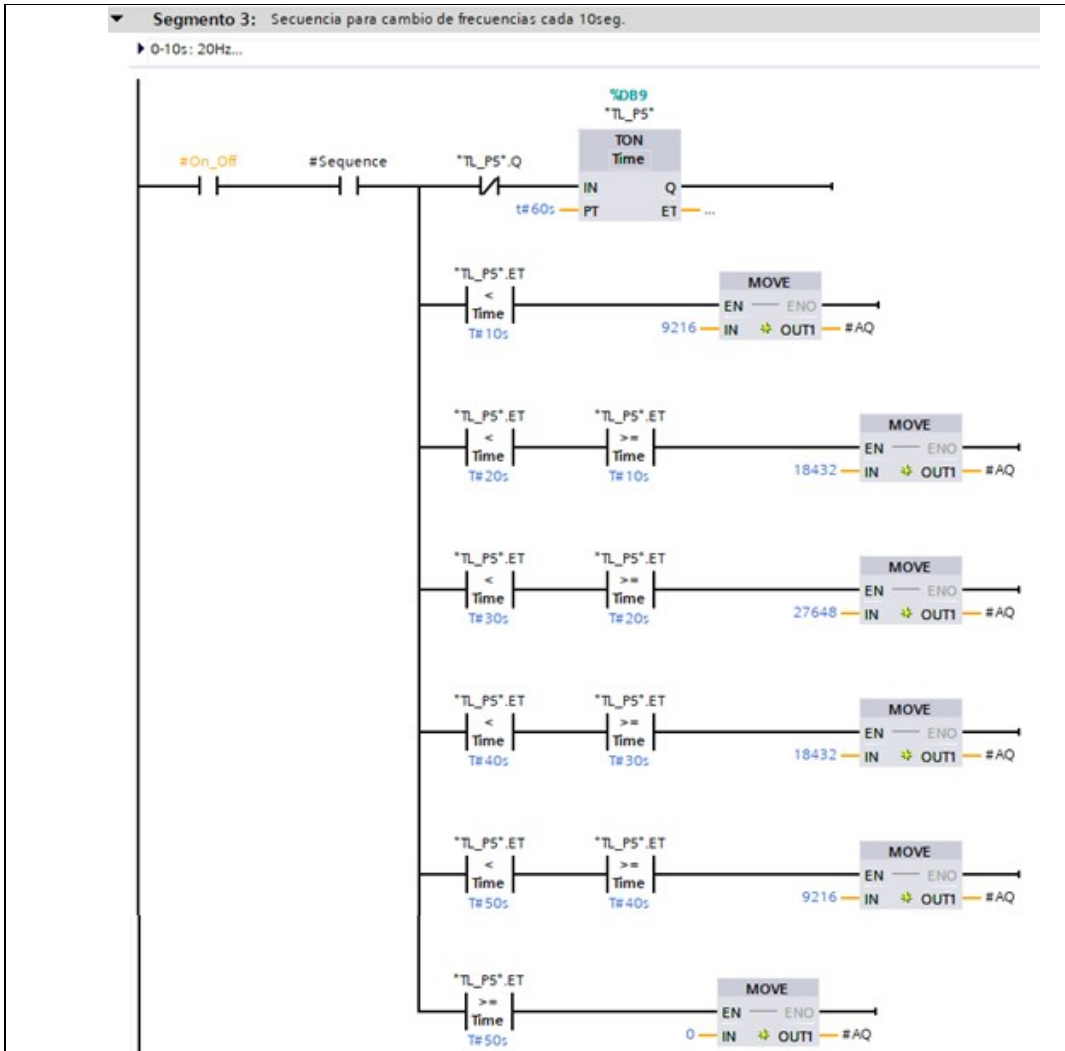 Segmento 3: Secuencia para cambio de frecuencias cada 10seg.
0-10s: 20Hz...
%DB9
"TL_P5"
TON
Time
#On_Off #Sequence "TL_P5".Q
IN Q
t#60s PT ET ...
"TL_P5".ET
<
Time
T#10s
MOVE
EN ENO
9216 IN OUT1 #AQ
"TL_P5".ET "TL_P5".ET
< >=
Time Time
T#20s T#10s
MOVE
EN ENO
18432 IN OUT1 #AQ
"TL_P5".ET "TL_P5".ET
< >=
Time Time
T#30s T#20s
MOVE
EN ENO
27648 IN OUT1 #AQ
"TL_P5".ET "TL_P5".ET
< >=
Time Time
T#40s T#30s
MOVE
EN ENO
18432 IN OUT1 #AQ
"TL_P5".ET "TL_P5".ET
< >=
Time Time
T#50s T#40s
MOVE
EN ENO
9216 IN OUT1 #AQ
"TL_P5".ET
>=
Time
T#50s
MOVE
EN ENO
0 IN OUT1 #AQ